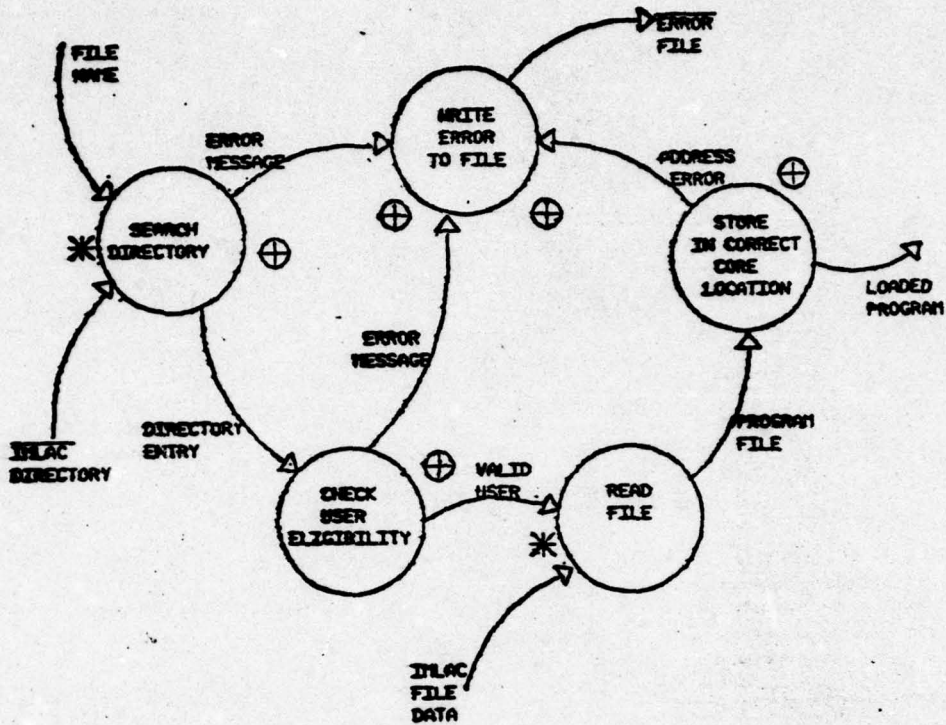 ERROR
FILE
FILE
NAME
WRITE
ERROR
TO FILE
ERROR
MESSAGE
ADDRESS
ERROR
SEARCH
DIRECTORY
STORE
IN CORRECT
CORE
LOCATION
LOADED
PROGRAM
ERROR
MESSAGE
IMLAC
DIRECTORY
DIRECTORY
ENTRY
PROGRAM
FILE
CHECK
USER
ELIGIBILITY
VALID
USER
READ
FILE
IMLAC
FILE
DATA